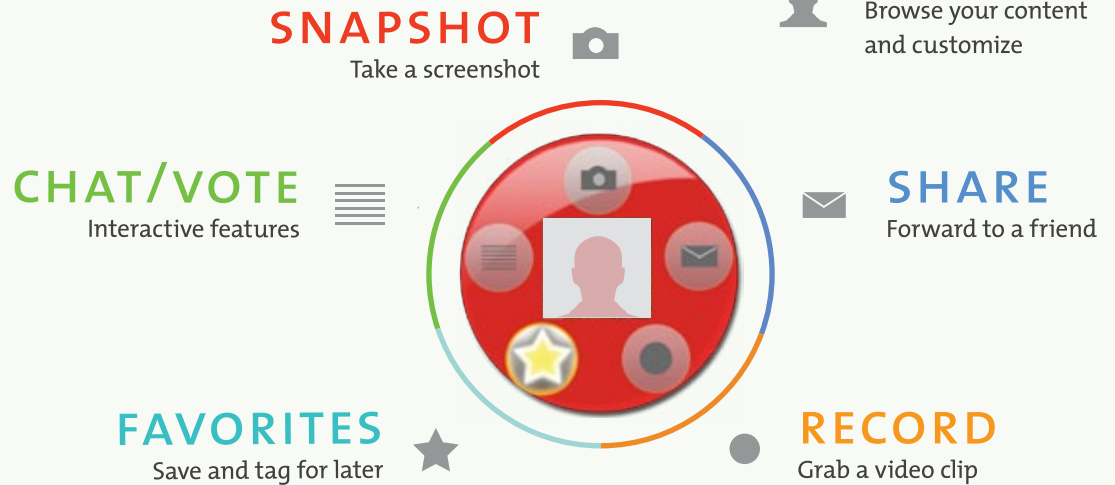 SNAPSHOT
Take a screenshot
Browse your content
and customize
CHAT/VOTE
Interactive features
SHARE
Forward to a friend
FAVORITES
Save and tag for later
RECORD
Grab a video clip